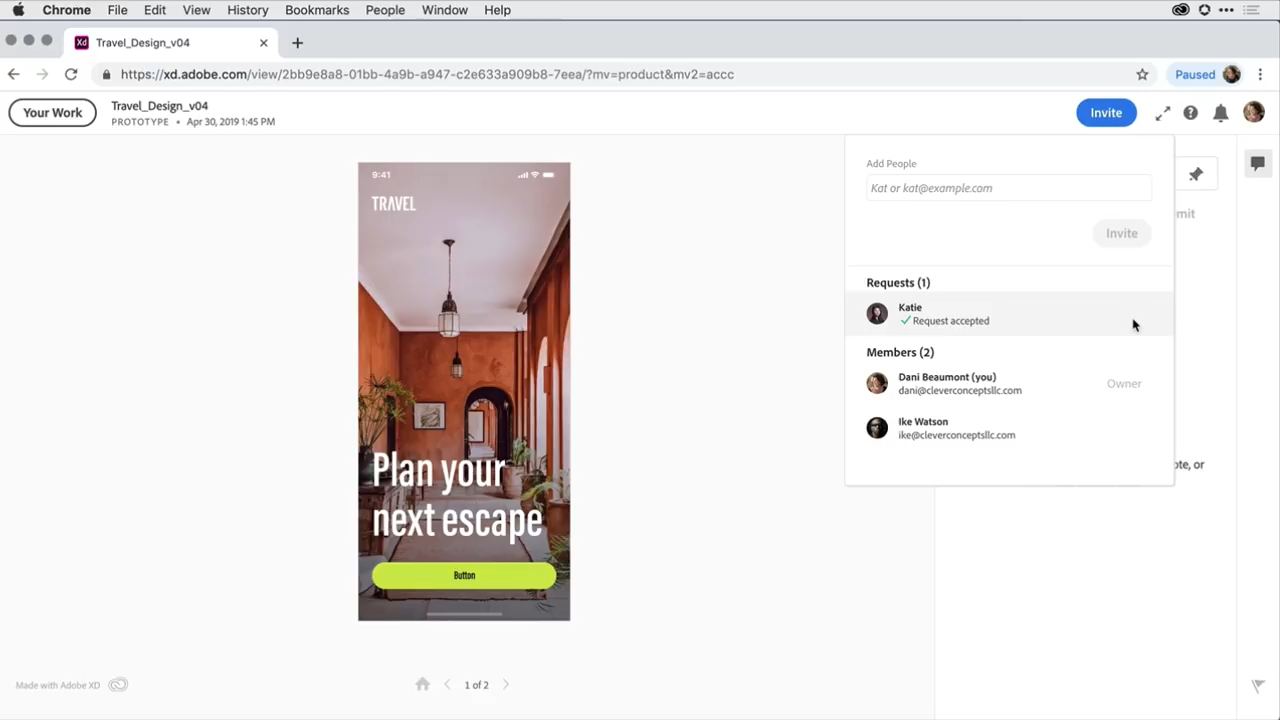 Chrome File Edit View History Bookmarks People Window Help
Xd Travel_Design_v04
https://xd.adobe.com/view/2bb9e8a8-01bb-4a9b-a947-c2e633a909b8-7eea/?mv=product&mv2=accc
Paused
Your Work
Travel_Design_v04
PROTOTYPE • Apr 30, 2019 1:45 PM
Invite
9:41
TRAVEL
Plan your
next escape
Button
Add People
Kat or kat@example.com
Invite
Requests (1)
Katie
Request accepted
Members (2)
Dani Beaumont (you)
dani@cleverconceptsllc.com
Owner
Ike Watson
ike@cleverconceptsllc.com
mit
ote, or
Made with Adobe XD
1 of 2